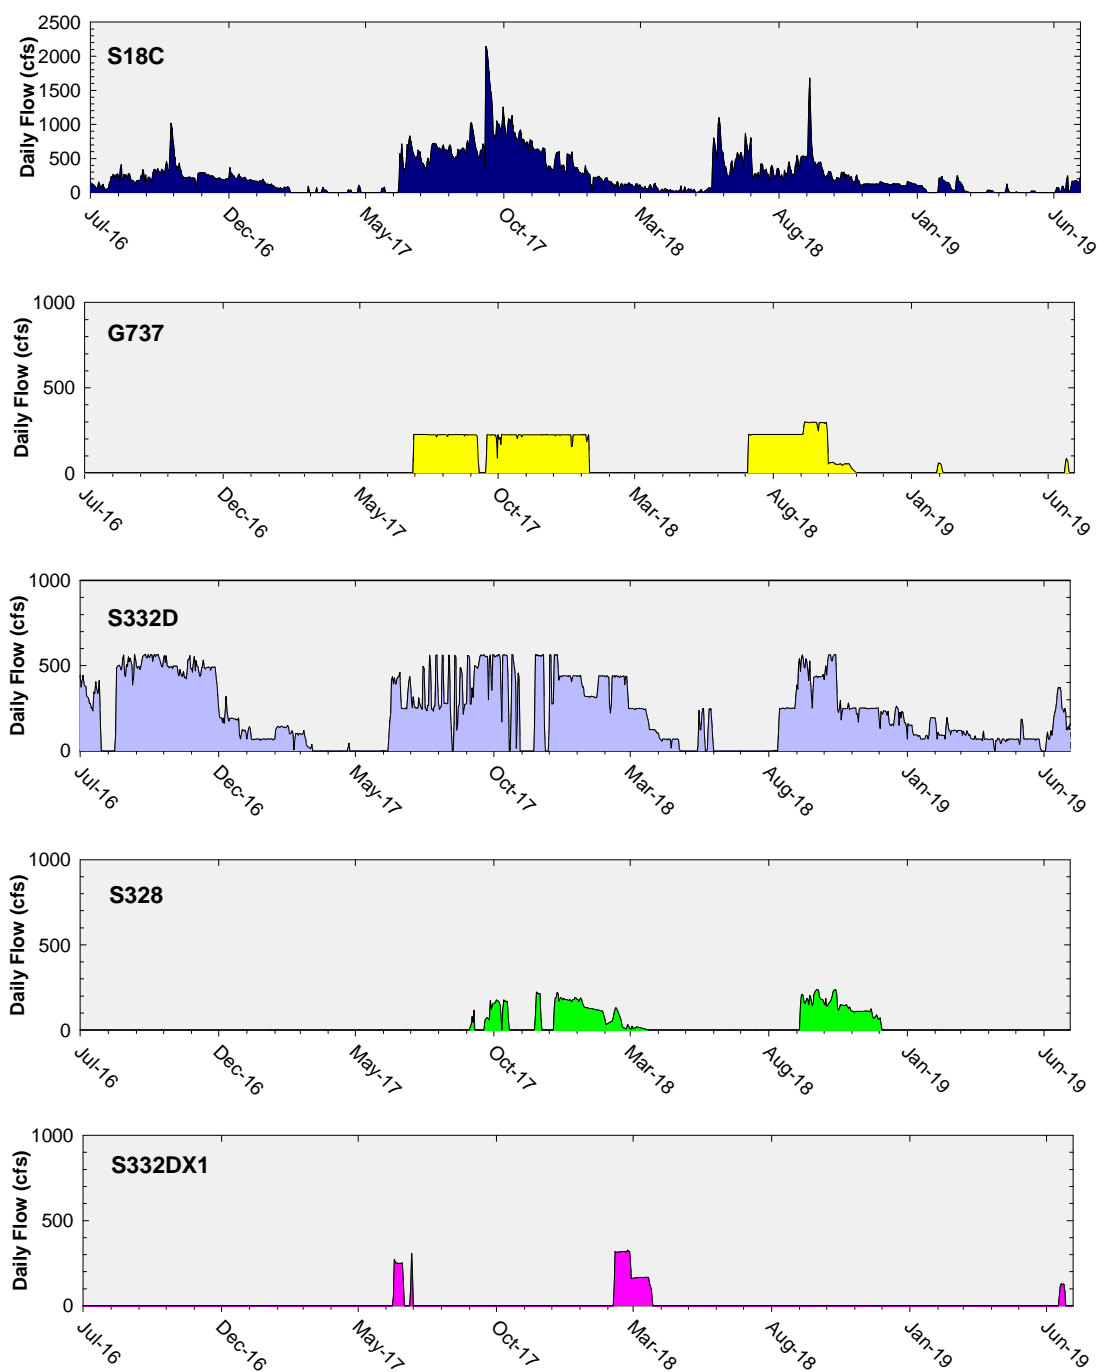 Daily Flow (cfs)
2500
2000
1500
1000
500
0
S18C
Jul-16
Dec-16
May-17
Oct-17
Mar-18
Aug-18
Jan-19
Jun-19
Daily Flow (cfs)
1000
500
0
G737
Jul-16
Dec-16
May-17
Oct-17
Mar-18
Aug-18
Jan-19
Jun-19
Daily Flow (cfs)
1000
500
0
S332D
Jul-16
Dec-16
May-17
Oct-17
Mar-18
Aug-18
Jan-19
Jun-19
Daily Flow (cfs)
1000
500
0
S328
Jul-16
Dec-16
May-17
Oct-17
Mar-18
Aug-18
Jan-19
Jun-19
Daily Flow (cfs)
1000
500
0
S332DX1
Jul-16
Dec-16
May-17
Oct-17
Mar-18
Aug-18
Jan-19
Jun-19